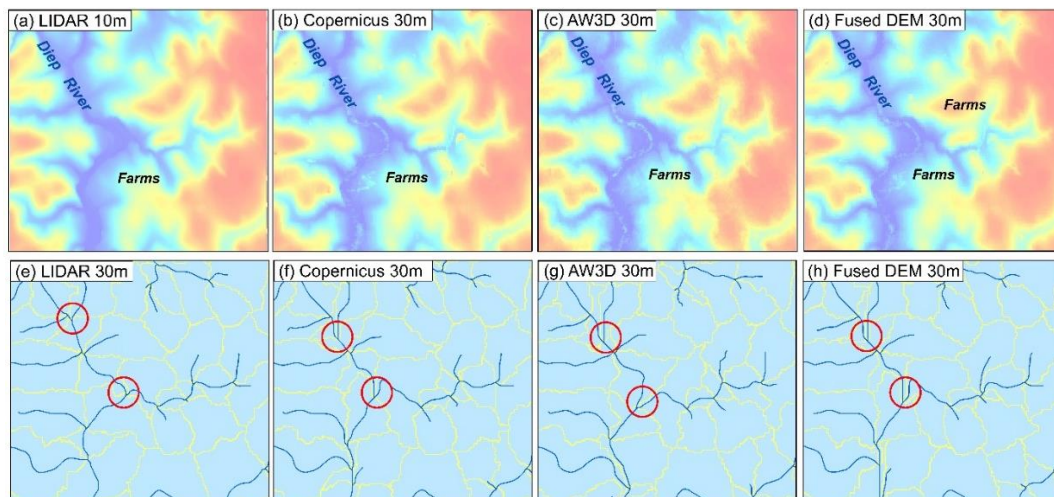 (a) LIDAR 10m
(b) Copernicus 30m
(c) AW3D 30m
(d) Fused DEM 30m
Diep River
Diep River
Diep River
Diep River
Farms
Farms
Farms
Farms
Farms
(e) LIDAR 30m
(f) Copernicus 30m
(g) AW3D 30m
(h) Fused DEM 30m